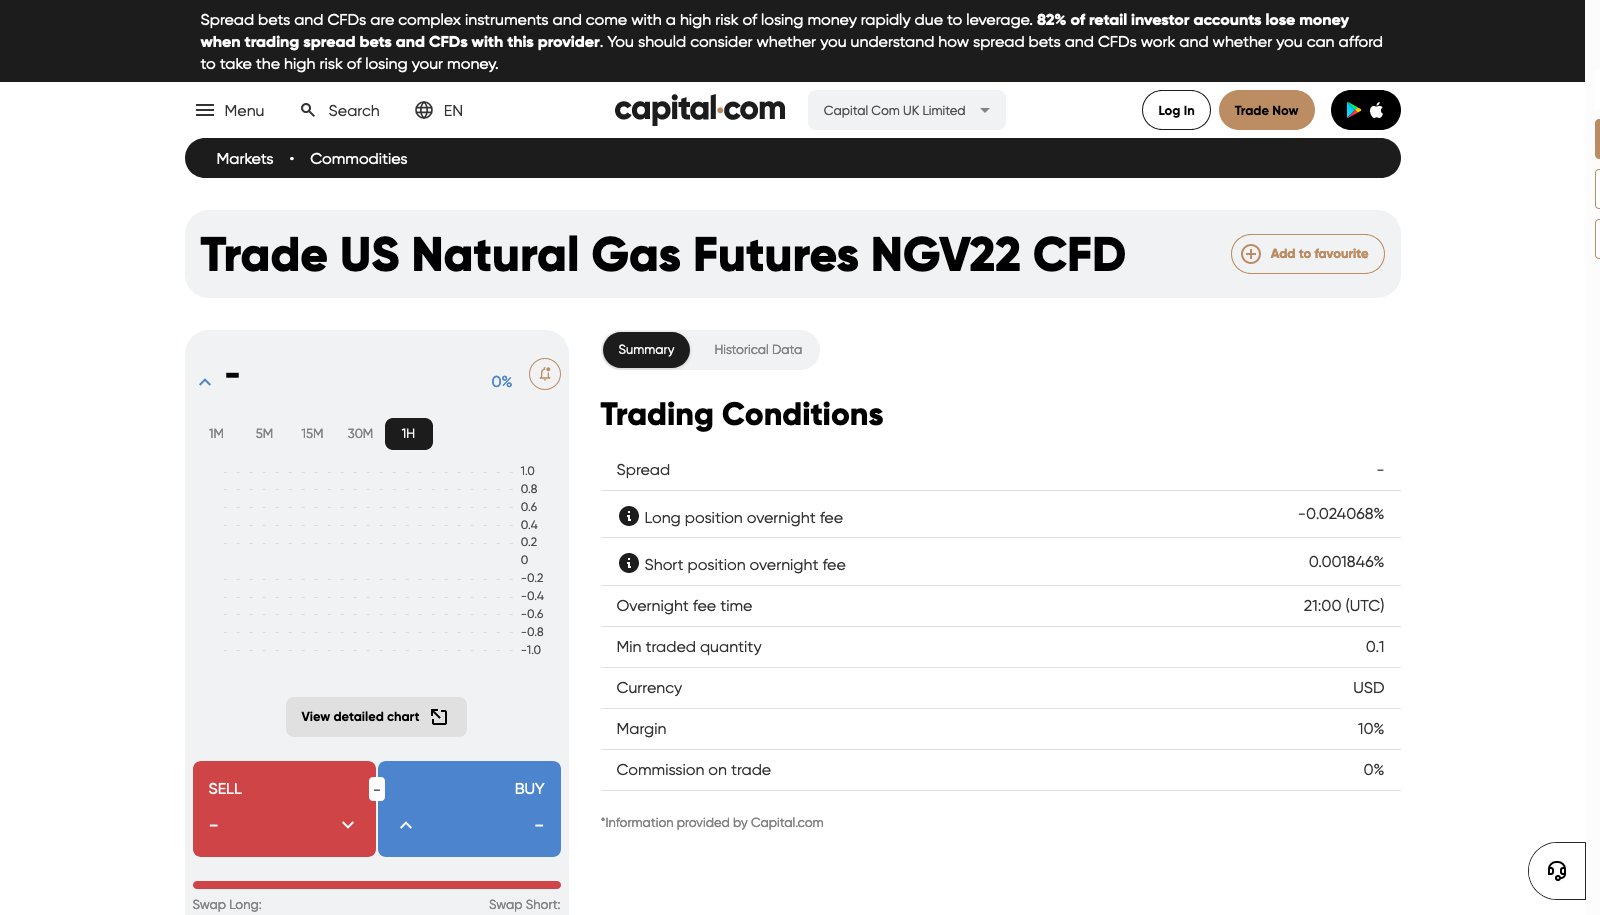 Spread bets and CFDs are complex instruments and come with a high risk of losing money rapidly due to leverage. 82% of retail investor accounts lose money
when trading spread bets and CFDs with this provider. You should consider whether you understand how spread bets and CFDs work and whether you can afford
to take the high risk of losing your money.
Menu
Search
EN
capital.com
Capital Com UK Limited
Log In
Trade Now
Markets • Commodities
Trade US Natural Gas Futures NGV22 CFD
Add to favourite
-
0%
1M 5M 15M 30M 1H
1.0
0.8
0.6
0.4
0.2
0
-0.2
-0.4
-0.6
-0.8
-1.0
View detailed chart
SELL
-
-
BUY
-
Swap Long:
Swap Short:
Summary
Historical Data
Trading Conditions
Spread -
Long position overnight fee -0.024068%
Short position overnight fee 0.001846%
Overnight fee time 21:00 (UTC)
Min traded quantity 0.1
Currency USD
Margin 10%
Commission on trade 0%
*Information provided by Capital.com